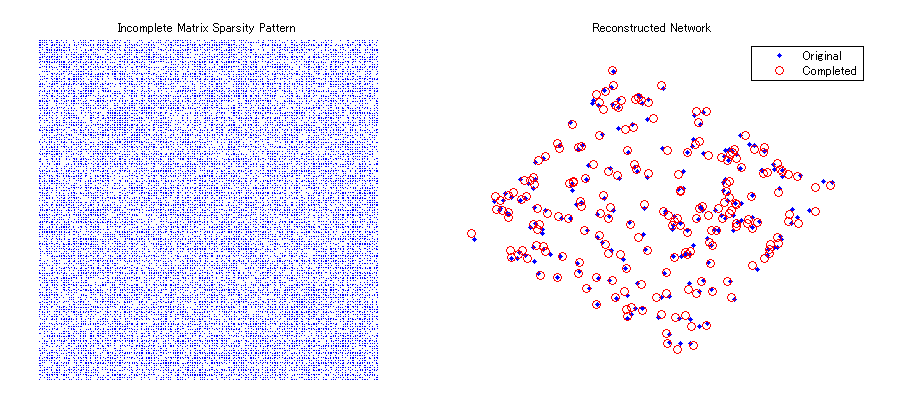 Incomplete Matrix Sparsity Pattern
Reconstructed Network
Original
Completed